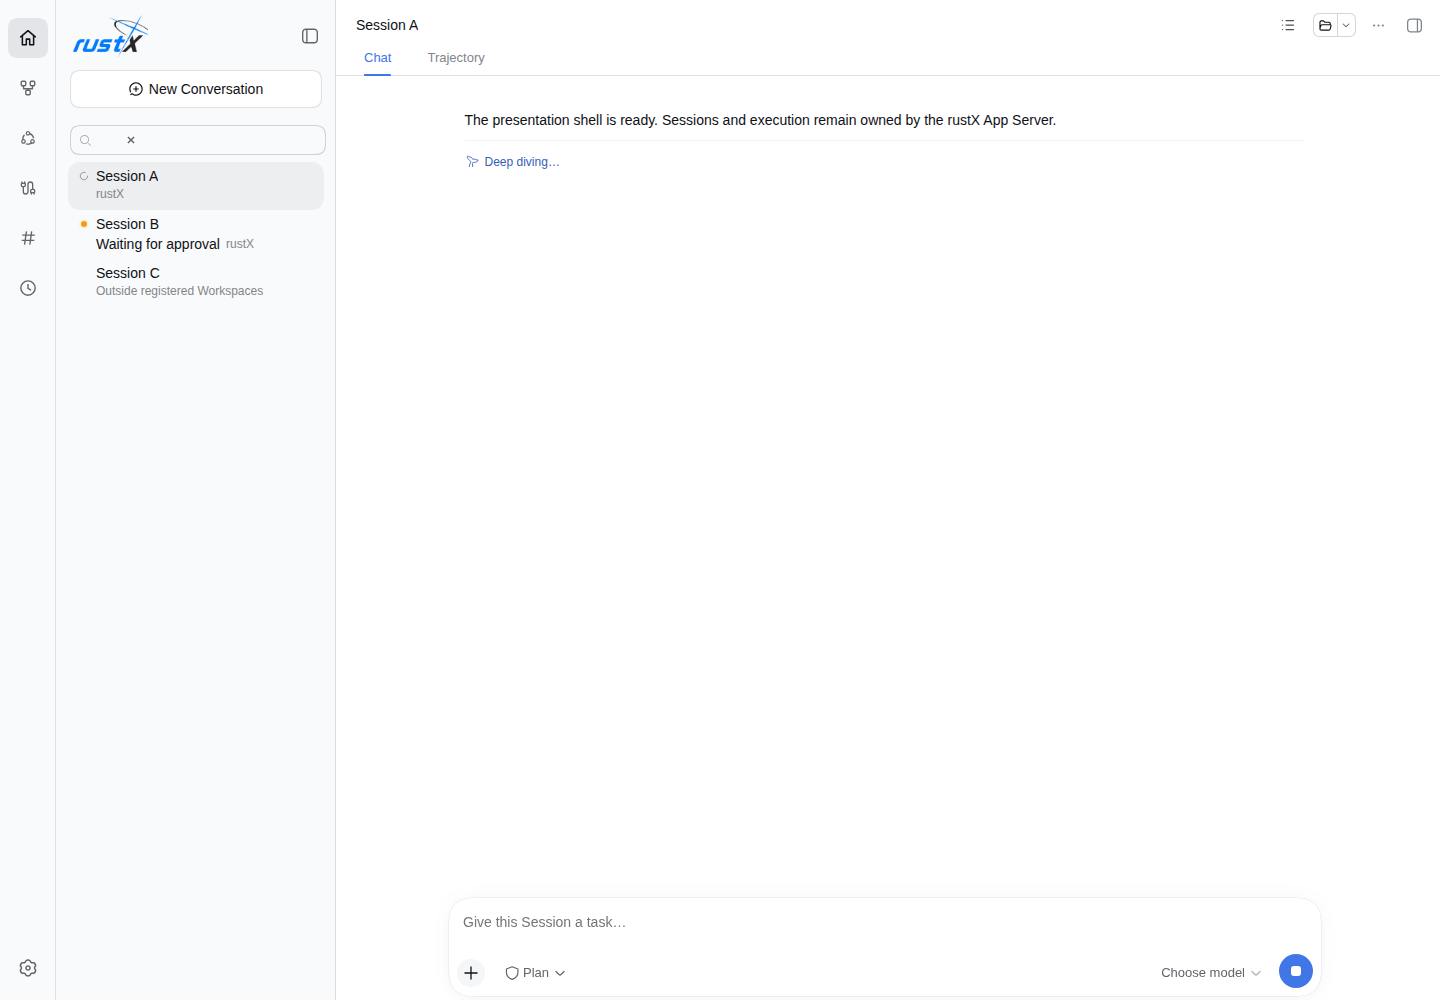 rustX
New Conversation
Session A
rustX
Session B
Waiting for approval rustX
Session C
Outside registered Workspaces
Session A
Chat Trajectory
The presentation shell is ready. Sessions and execution remain owned by the rustX App Server.
Deep diving…
Give this Session a task…
Plan
Choose model